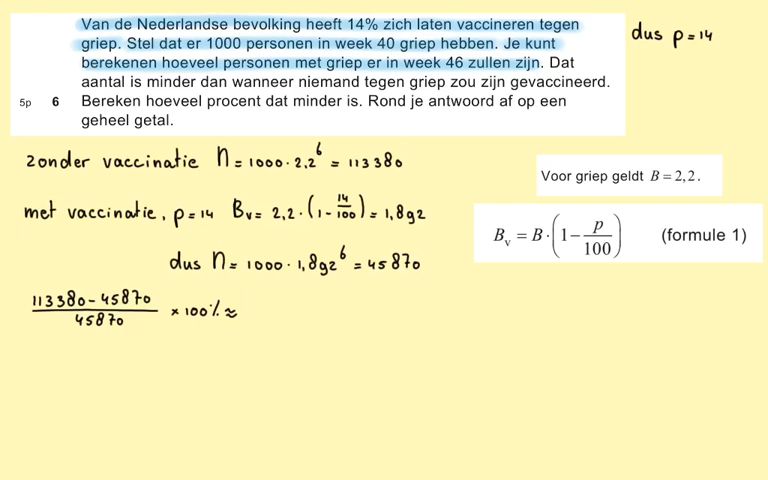 Van de Nederlandse bevolking heeft 14% zich laten vaccineren tegen
griep. Stel dat er 1000 personen in week 40 griep hebben. Je kunt
berekenen hoeveel personen met griep er in week 46 zullen zijn. Dat
aantal is minder dan wanneer niemand tegen griep zou zijn gevaccineerd.
5p 6 Bereken hoeveel procent dat minder is. Rond je antwoord af op een
geheel getal.
dus p = 14
zonder vaccinatie n = 1000 · 2,2^6 = 113380
Voor griep geldt B = 2,2.
met vaccinatie, p = 14 Bv = 2,2 · (1 - 14/100) = 1,892
B_v = B · (1 − p/100) (formule 1)
dus n = 1000 · 1,892^6 = 45870
113380 - 45870 / 45870 × 100% ≈